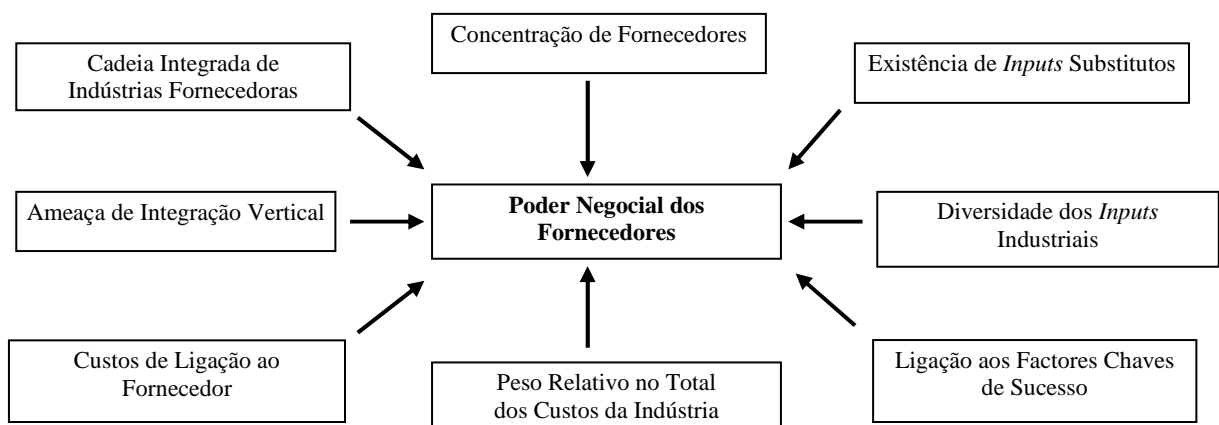 Concentração de Fornecedores
Cadeia Integrada de
Indústrias Fornecedoras
Existência de Inputs Substitutos
Ameaça de Integração Vertical
Poder Negocial dos
Fornecedores
Diversidade dos Inputs
Industriais
Custos de Ligação ao
Fornecedor
Peso Relativo no Total
dos Custos da Indústria
Ligação aos Factores Chaves
de Sucesso